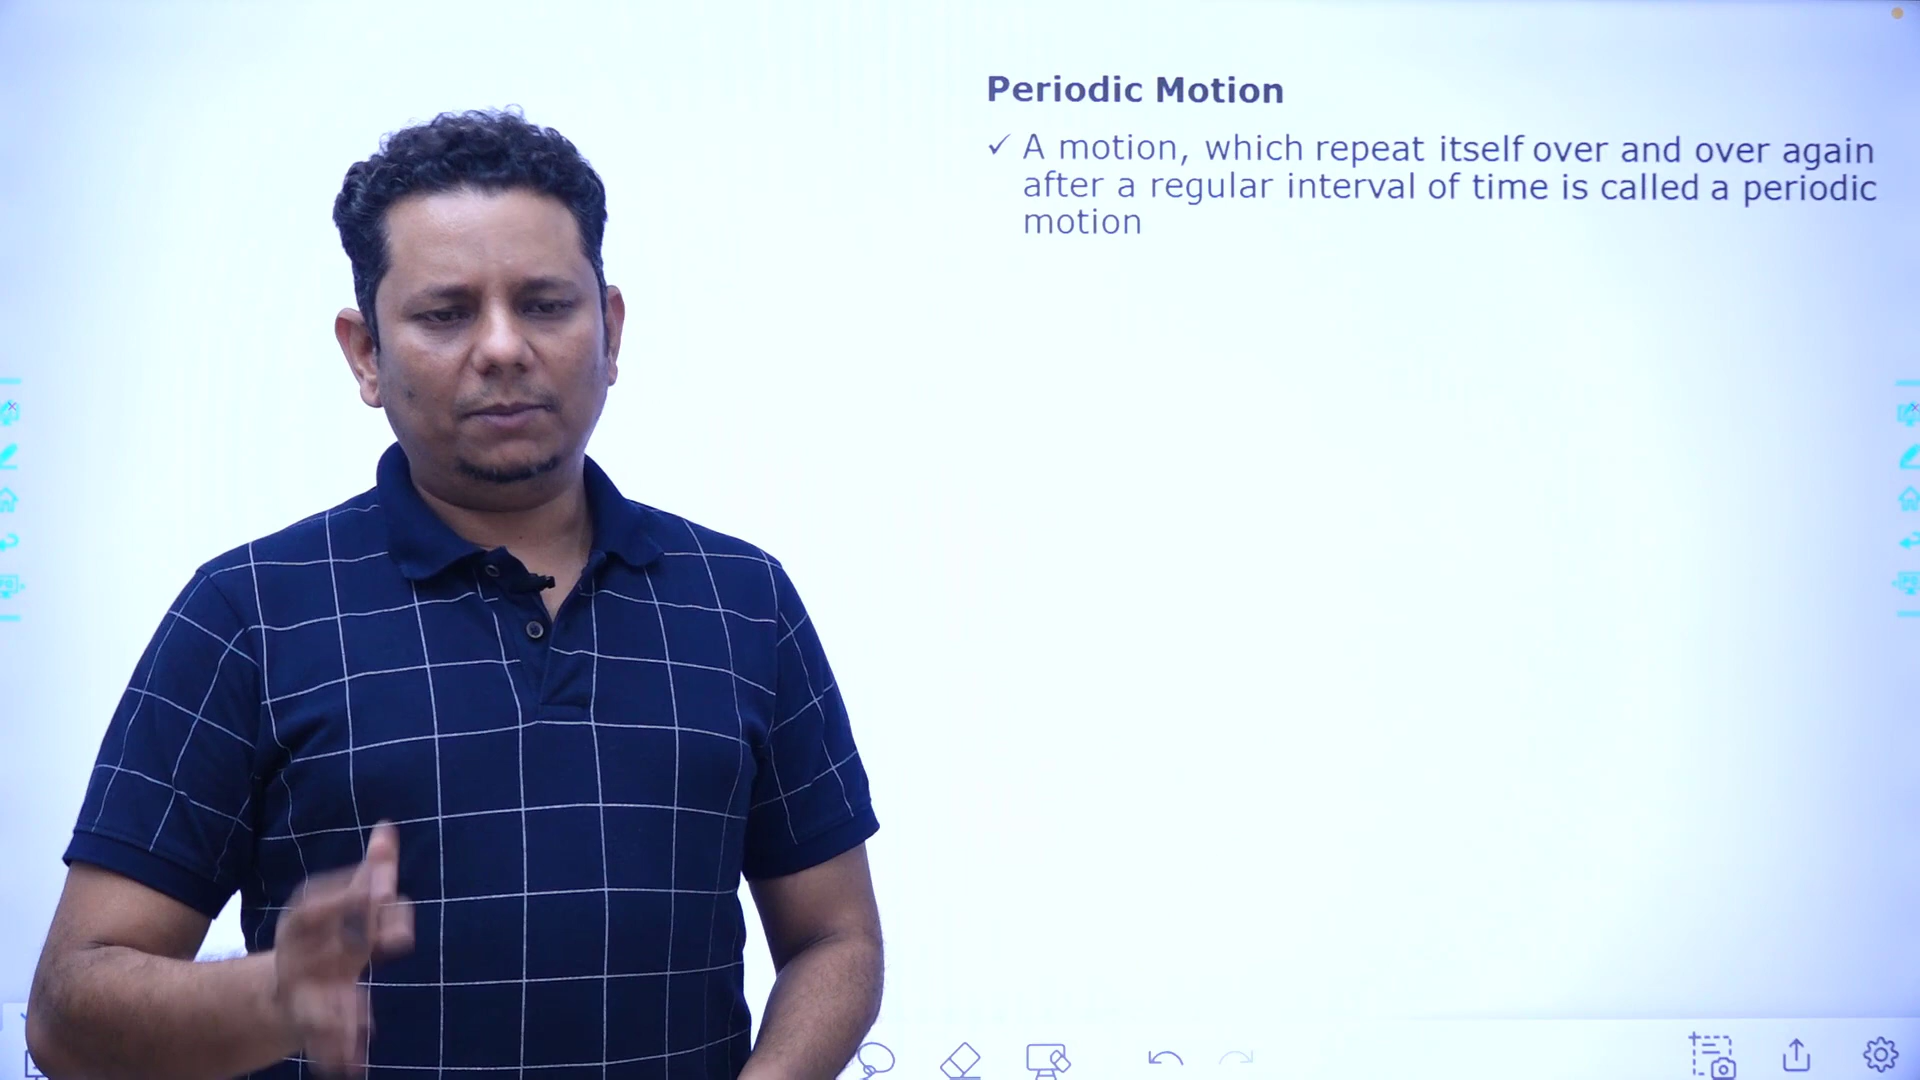 Periodic Motion
✓ A motion, which repeat itself over and over again
after a regular interval of time is called a periodic
motion